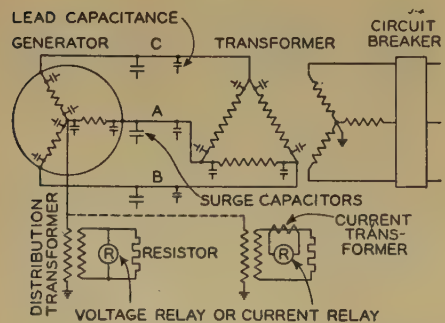 LEAD CAPACITANCE
GENERATOR
C
TRANSFORMER
CIRCUIT
BREAKER
A
B
SURGE CAPACITORS
DISTRIBUTION
TRANSFORMER
R
RESISTOR
CURRENT
TRANS-
FORMER
R
VOLTAGE RELAY OR CURRENT RELAY